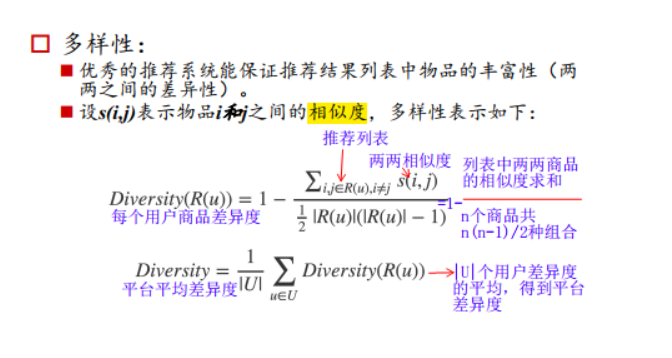 多样性：
优秀的推荐系统能保证推荐结果列表中物品的丰富性（两
两之间的差异性）。
设s(i,j)表示物品i和j之间的相似度，多样性表示如下：
推荐列表
两两相似度
Diversity(R(u)) = 1 - \frac{\sum_{i,j∈R(u),i≠j} s(i,j)}{\frac{1}{2}|R(u)|(|R(u)| - 1)}
=1-
列表中两两商品
的相似度求和
n个商品共
n(n-1)/2种组合
每个用户商品差异度
Diversity = \frac{1}{|U|} \sum_{u∈U} Diversity(R(u))
平台平均差异度
|U|个用户差异度
的平均，得到平台
差异度